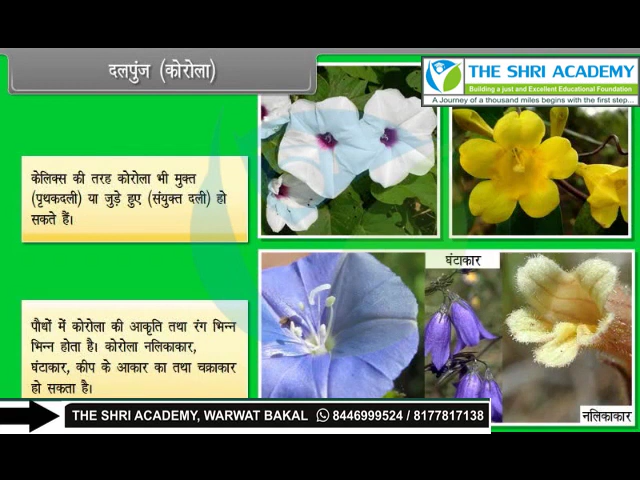 दलपुंज (कोरोला)
THE SHRI ACADEMY
Building a just and Excellent Educational Foundation
A Journey of a thousand miles begins with the first step...
केलिक्स की तरह कोरोला भी मुक्त
(पृथकदली) या जुड़े हुए (संयुक्त दली) हो
सकते हैं।
घंटाकार
पौधों में कोरोला की आकृति तथा रंग भिन्न
भिन्न होता है। कोरोला नलिकाकार,
घंटाकार, कीप के आकार का तथा चक्राकार
हो सकता है।
नलिकाकार
THE SHRI ACADEMY, WARWAT BAKAL 8446999524 / 8177817138